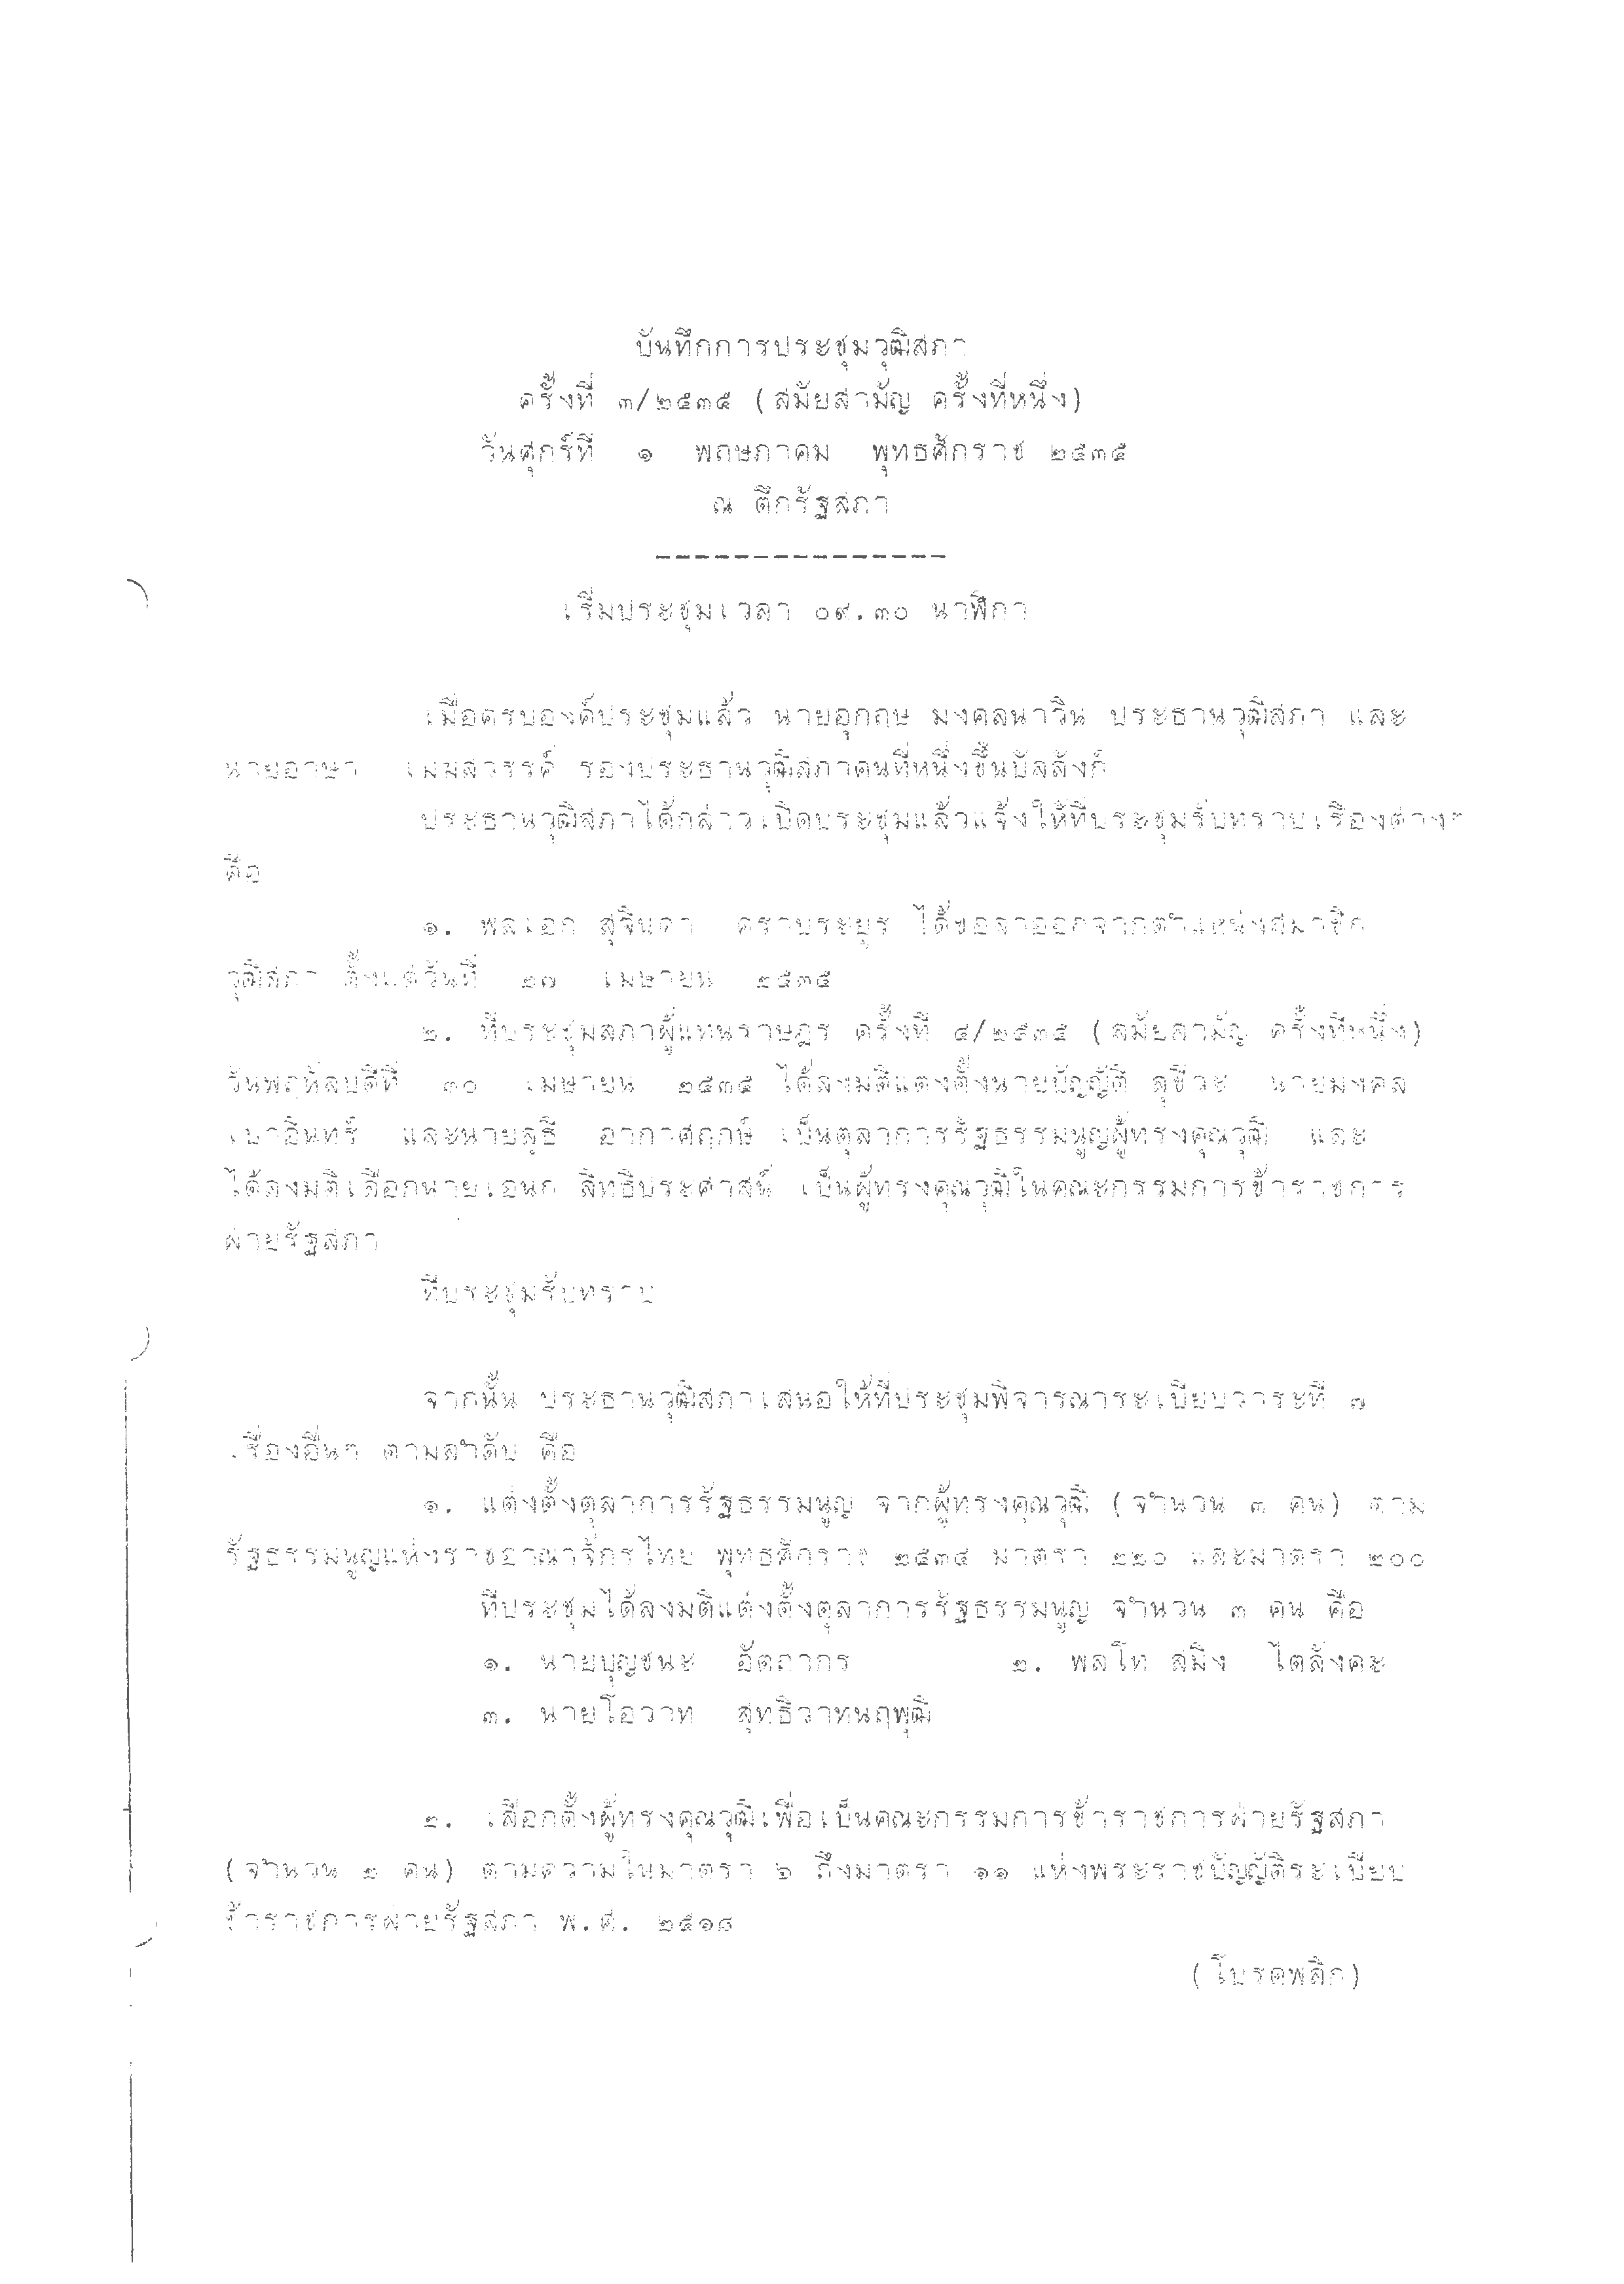 บันทึกการประชุมวุฒิสภา
ครั้งที่ ๓/๒๕๓๕ (สมัยสามัญ ครั้งที่หนึ่ง)
วันศุกร์ที่ ๑ พฤษภาคม พุทธศักราช ๒๕๓๕
ณ ตึกรัฐสภา
---------------
เริ่มประชุมเวลา ๐๙.๓๐ นาฬิกา
เมื่อครบองค์ประชุมแล้ว นายอุกฤษ มงคลนาวิน ประธานวุฒิสภา และ
นายอาษา เมฆสวรรค์ รองประธานวุฒิสภาคนที่หนึ่งขึ้นบัลลังก์
ประธานวุฒิสภาได้กล่าวเปิดประชุมแล้วแจ้งให้ที่ประชุมรับทราบเรื่องต่างๆ
คือ
๑. พลเอก สุจินดา คราประยูร ได้ขอลาออกจากตำแหน่งสมาชิก
วุฒิสภา ตั้งแต่วันที่ เมษายน ๒๕๓๕
๒. ที่ประชุมสภาผู้แทนราษฎร ครั้งที่ ๔/๒๕๓๕ (สมัยสามัญ ครั้งที่หนึ่ง)
วันพฤหัสบดีที่ ๓๐ เมษายน ๒๕๓๕ ได้ลงมติแต่งตั้งนายบัญญัติ สุชีวะ นายมงคล
เปาอินทร์ และนายสุธี อากาศฤกษ์ เป็นตุลาการรัฐธรรมนูญผู้ทรงคุณวุฒิ และ
ได้ลงมติเลือกนายเอนก สิทธิประศาสน์ เป็นผู้ทรงคุณวุฒิในคณะกรรมการข้าราชการ
ฝ่ายรัฐสภา
ที่ประชุมรับทราบ
จากนั้น ประธานวุฒิสภาเสนอให้ที่ประชุมพิจารณาระเบียบวาระที่ ๗
เรื่องอื่นๆ ตามลำดับ คือ
๑. แต่งตั้งตุลาการรัฐธรรมนูญ จากผู้ทรงคุณวุฒิ (จำนวน ๓ คน) ตาม
รัฐธรรมนูญแห่งราชอาณาจักรไทย พุทธศักราช ๒๕๓๔ มาตรา ๒๒๐ และมาตรา ๒๐๐
ที่ประชุมได้ลงมติแต่งตั้งตุลาการรัฐธรรมนูญ จำนวน ๓ คน คือ
๑. นายบุญชนะ อัตถากร ๒. พลโท สมิง ไตลังคะ
๓. นายโอวาท สุทธิวาทนฤพุฒิ
๒. เลือกตั้งผู้ทรงคุณวุฒิเพื่อเป็นคณะกรรมการข้าราชการฝ่ายรัฐสภา
(จำนวน ๒ คน) ตามความในมาตรา ๖ ถึงมาตรา ๑๑ แห่งพระราชบัญญัติระเบียบ
ข้าราชการฝ่ายรัฐสภา พ.ศ. ๒๕๑๘
(โปรดพลิก)